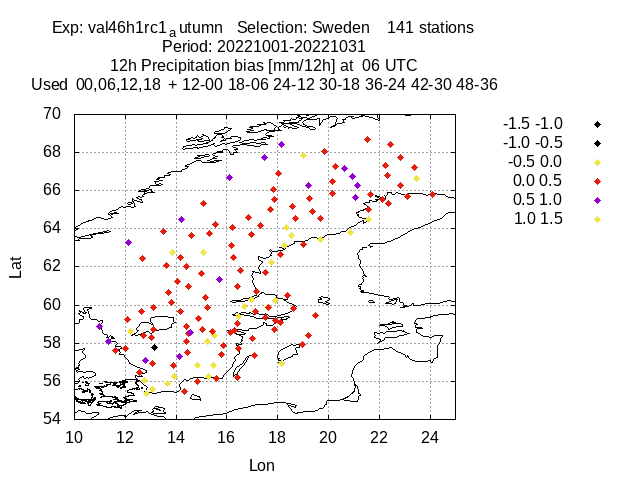 Exp: val46h1rc1_autumn   Selection: Sweden    141 stations
Period: 20221001-20221031
12h Precipitation bias [mm/12h] at  06 UTC
Used  00,06,12,18  + 12-00 18-06 24-12 30-18 36-24 42-30 48-36
70
68
66
64
62
60
58
56
54
10 12 14 16 18 20 22 24
Lat
Lon
-1.5 -1.0
-1.0 -0.5
-0.5 0.0
0.0 0.5
0.5 1.0
1.0 1.5